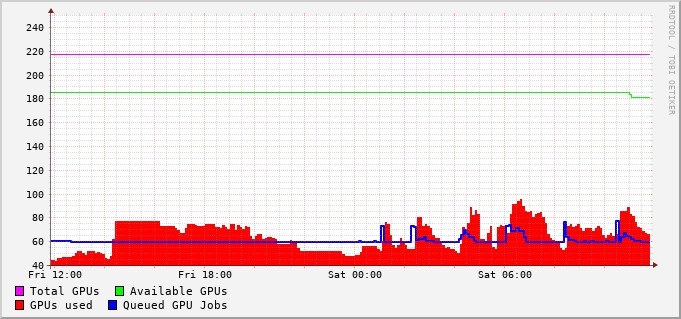 RRDTOOL / TOBI OETIKER
240
220
200
180
160
140
120
100
80
60
40
Fri 12:00 Fri 18:00 Sat 00:00 Sat 06:00
Total GPUs Available GPUs
GPUs used Queued GPU Jobs